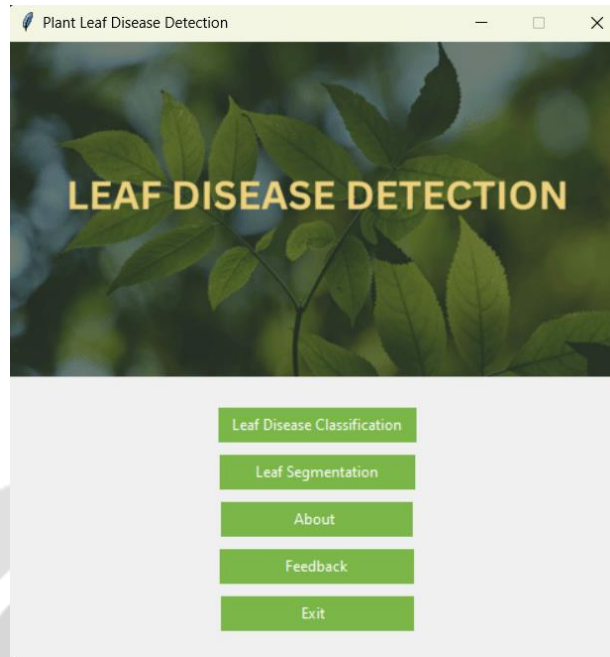 Plant Leaf Disease Detection
LEAF DISEASE DETECTION
Leaf Disease Classification
Leaf Segmentation
About
Feedback
Exit